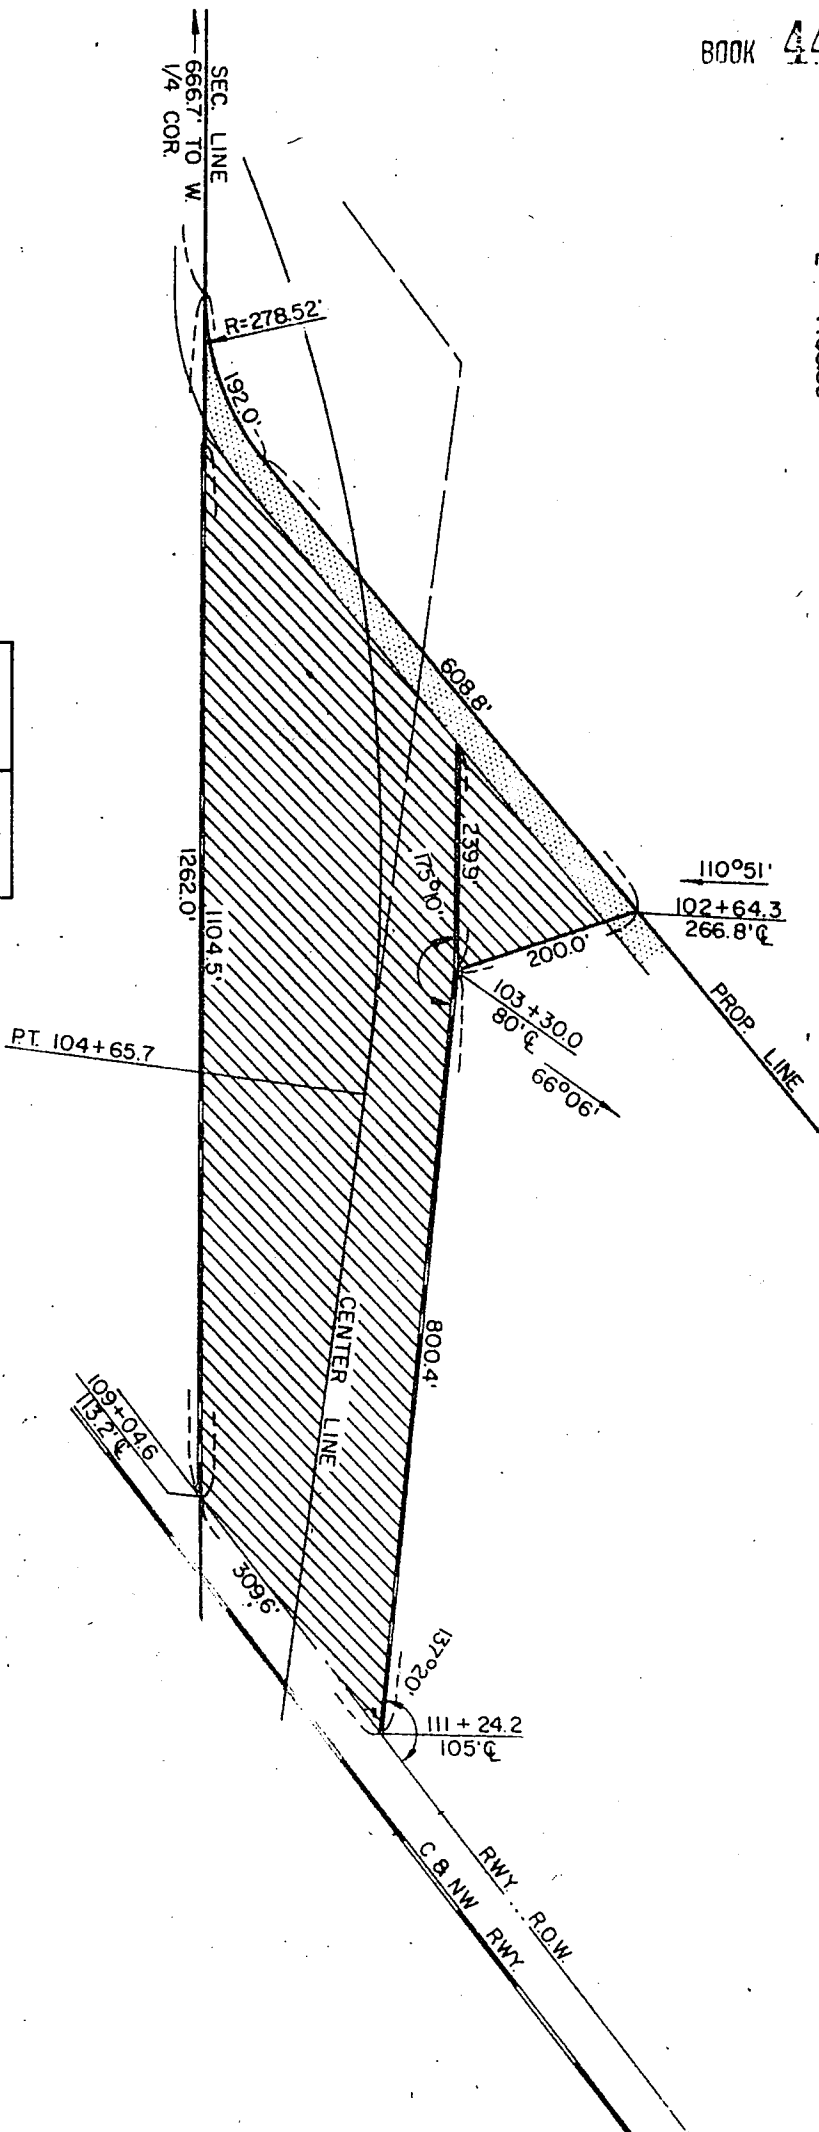 BOOK 44
SEC. LINE
666.7' TO W.
1/4 COR.
R=278.52'
192.0'
608.8'
110°51'
102+64.3
266.8' ℄
239.9'
175°10'
200.0'
103+30.0
80' ℄
66°06'
PROP. LINE
1262.0'
1104.5'
P.T. 104+65.7
CENTER LINE
800.4'
109+04.6
113.2' ℄
309.6'
137°20'
111+24.2
105' ℄
RWY. R.O.W.
C & NW RWY.